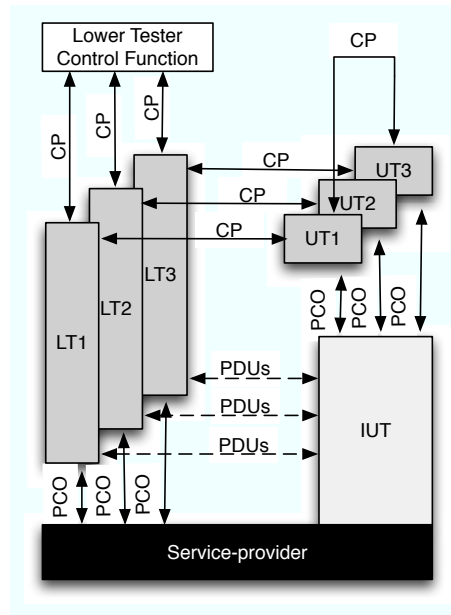 Lower Tester
Control Function
CP
CP
CP
CP
CP
UT3
CP
UT2
CP
UT1
LT3
LT2
LT1
PCO
PCO
PCO
PDUs
PDUs
PDUs
IUT
PCO
PCO
PCO
Service-provider